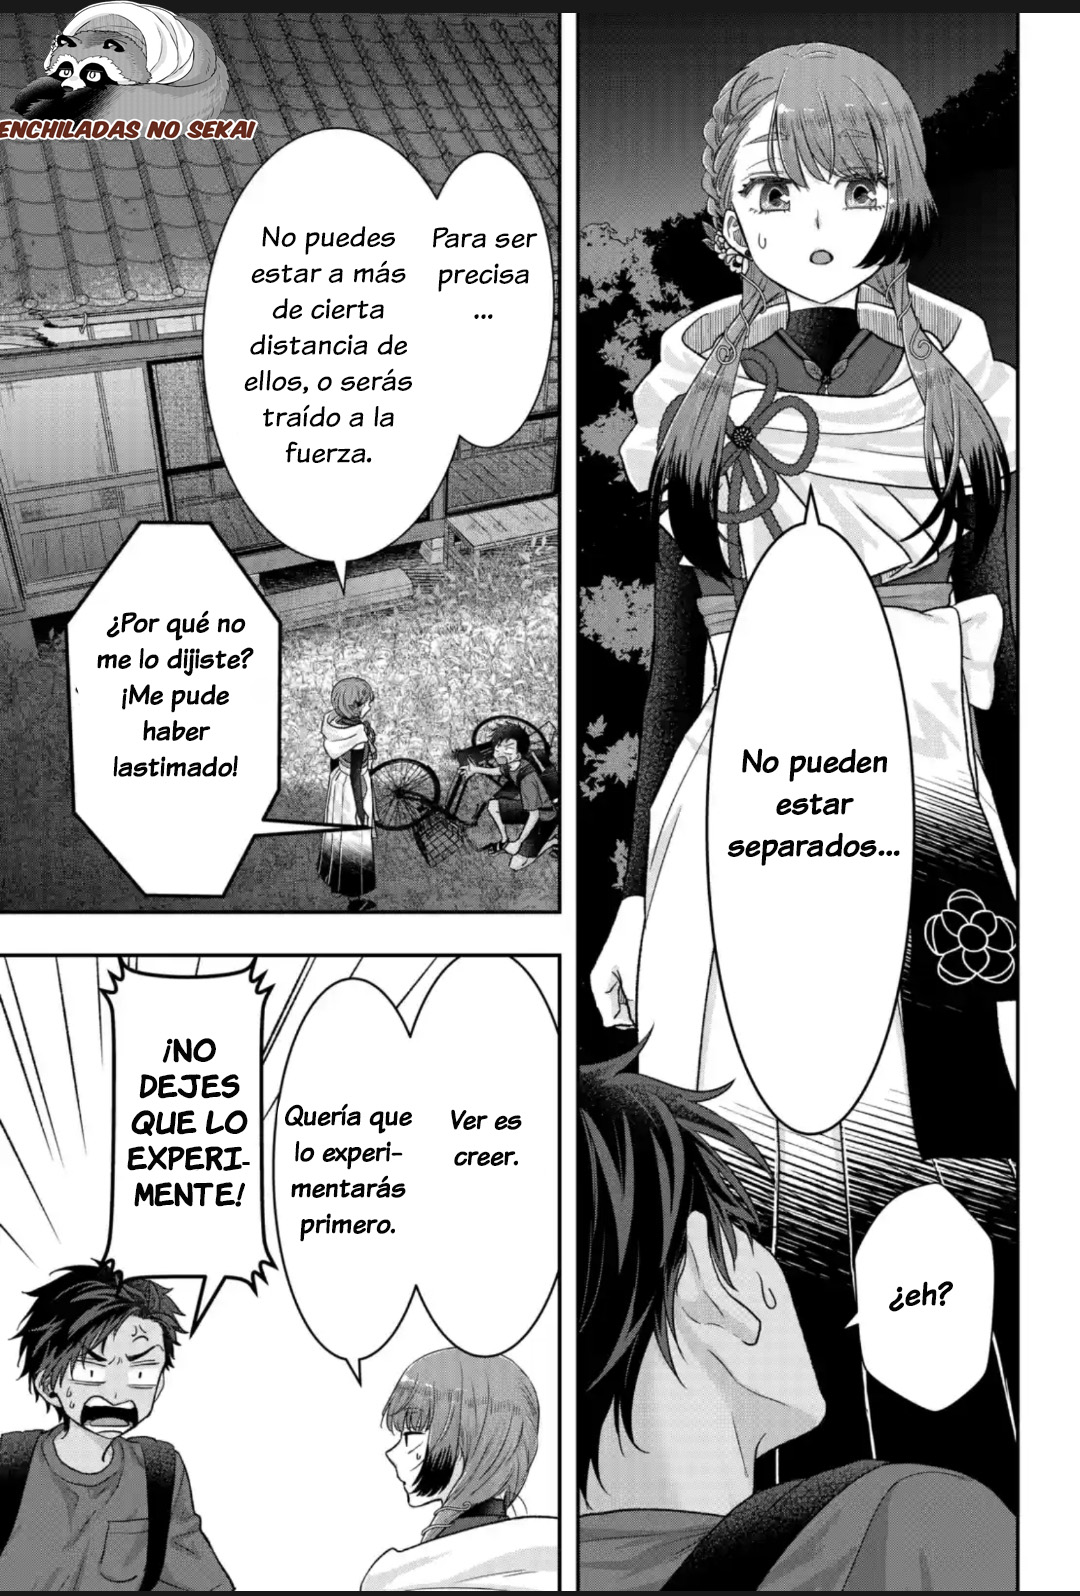 ENCHILADAS NO SEKAI
No pueden
estar
separados...
¿eh?
Para ser
precisa
...
No puedes
estar a más
de cierta
distancia de
ellos, o serás
traído a la
fuerza.
¿Por qué no
me lo dijiste?
¡Me pude
haber
lastimado!
Ver es
creer.
Quería que
lo experi-
mentarás
primero.
¡NO
DEJES
QUE LO
EXPERI-
MENTE!